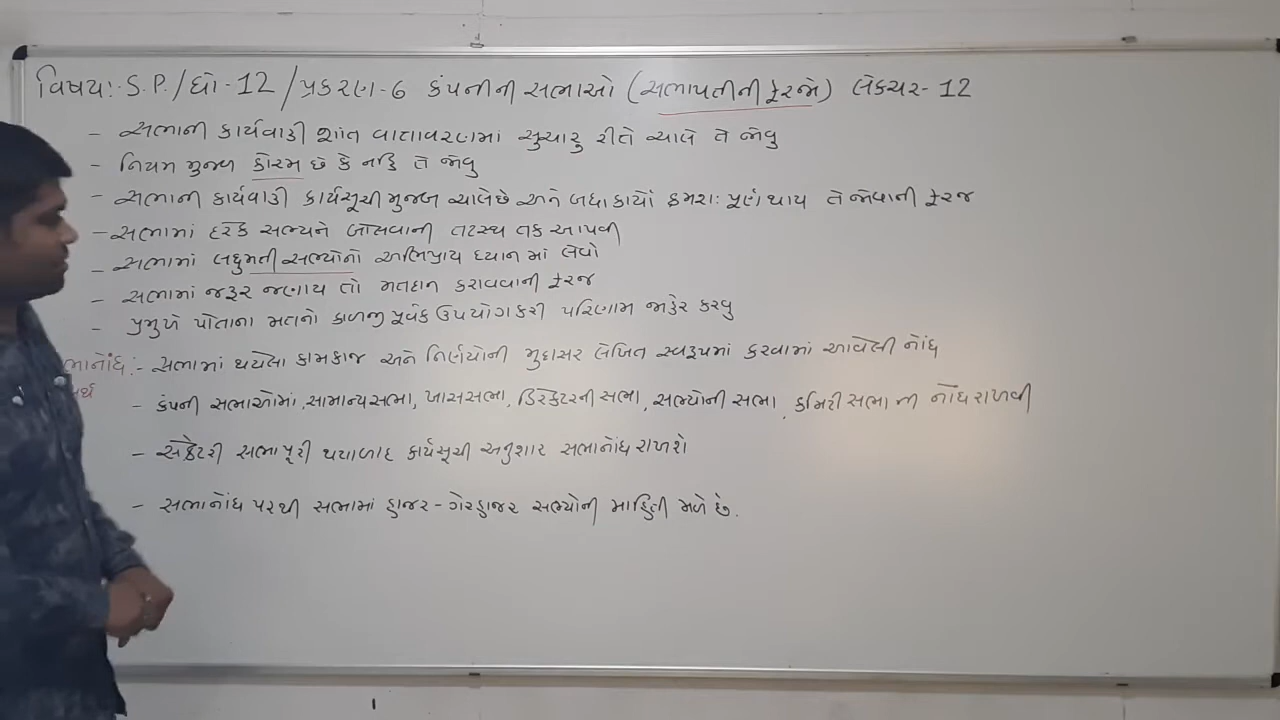 વિષય:- S.P./ધો-12/પ્રકરણ-6 કંપનીની સભાઓ (સભાપતીની ફરજો) લેક્ચર-12
- સભાની કાર્યવાહી શાંત વાતાવરણમાં સુચારુ રીતે ચાલે તે જોવુ
- નિયમ મુજબ કોરમ છે કે નહિ તે જોવુ
- સભાની કાર્યવાહી કાર્યસૂચી મુજબ ચાલેછે અને બધા કાર્યો ક્રમશઃ પૂર્ણ થાય તે જોવાની ફરજ
- સભામાં દરેક સભ્યને બોલવાની તટસ્થ તક આપવી
- સભામાં લઘુમતી સભ્યોનો અભિપ્રાય ધ્યાનમાં લેવો
- સભામાં જરૂર જણાય તો મતદાન કરાવવાની ફરજ
- પ્રમુખે પોતાના મતનો કાળજી પૂર્વક ઉપયોગ કરી પરિણામ જાહેર કરવુ
ભાનોંધ:- સભામાં થયેલા કામકાજ અને નિર્ણયોની મુદ્દાસર લેખિત સ્વરૂપમાં કરવામાં આવેલી નોંધ
ર્થ
- કંપની સભાઓમાં, સામાન્યસભા, ખાસસભા, ડિરેક્ટરની સભા, સભ્યોની સભા, કમિટી સભા ની નોંધ રાખવી
- સેક્રેટરી સભા પૂરી થયાબાદ કાર્યસૂચી અનુશાર સભાનોંધ રાખશે
- સભાનોંધ પરથી સભામાં હાજર-ગેરહાજર સભ્યોની માહિતી મળે છે.